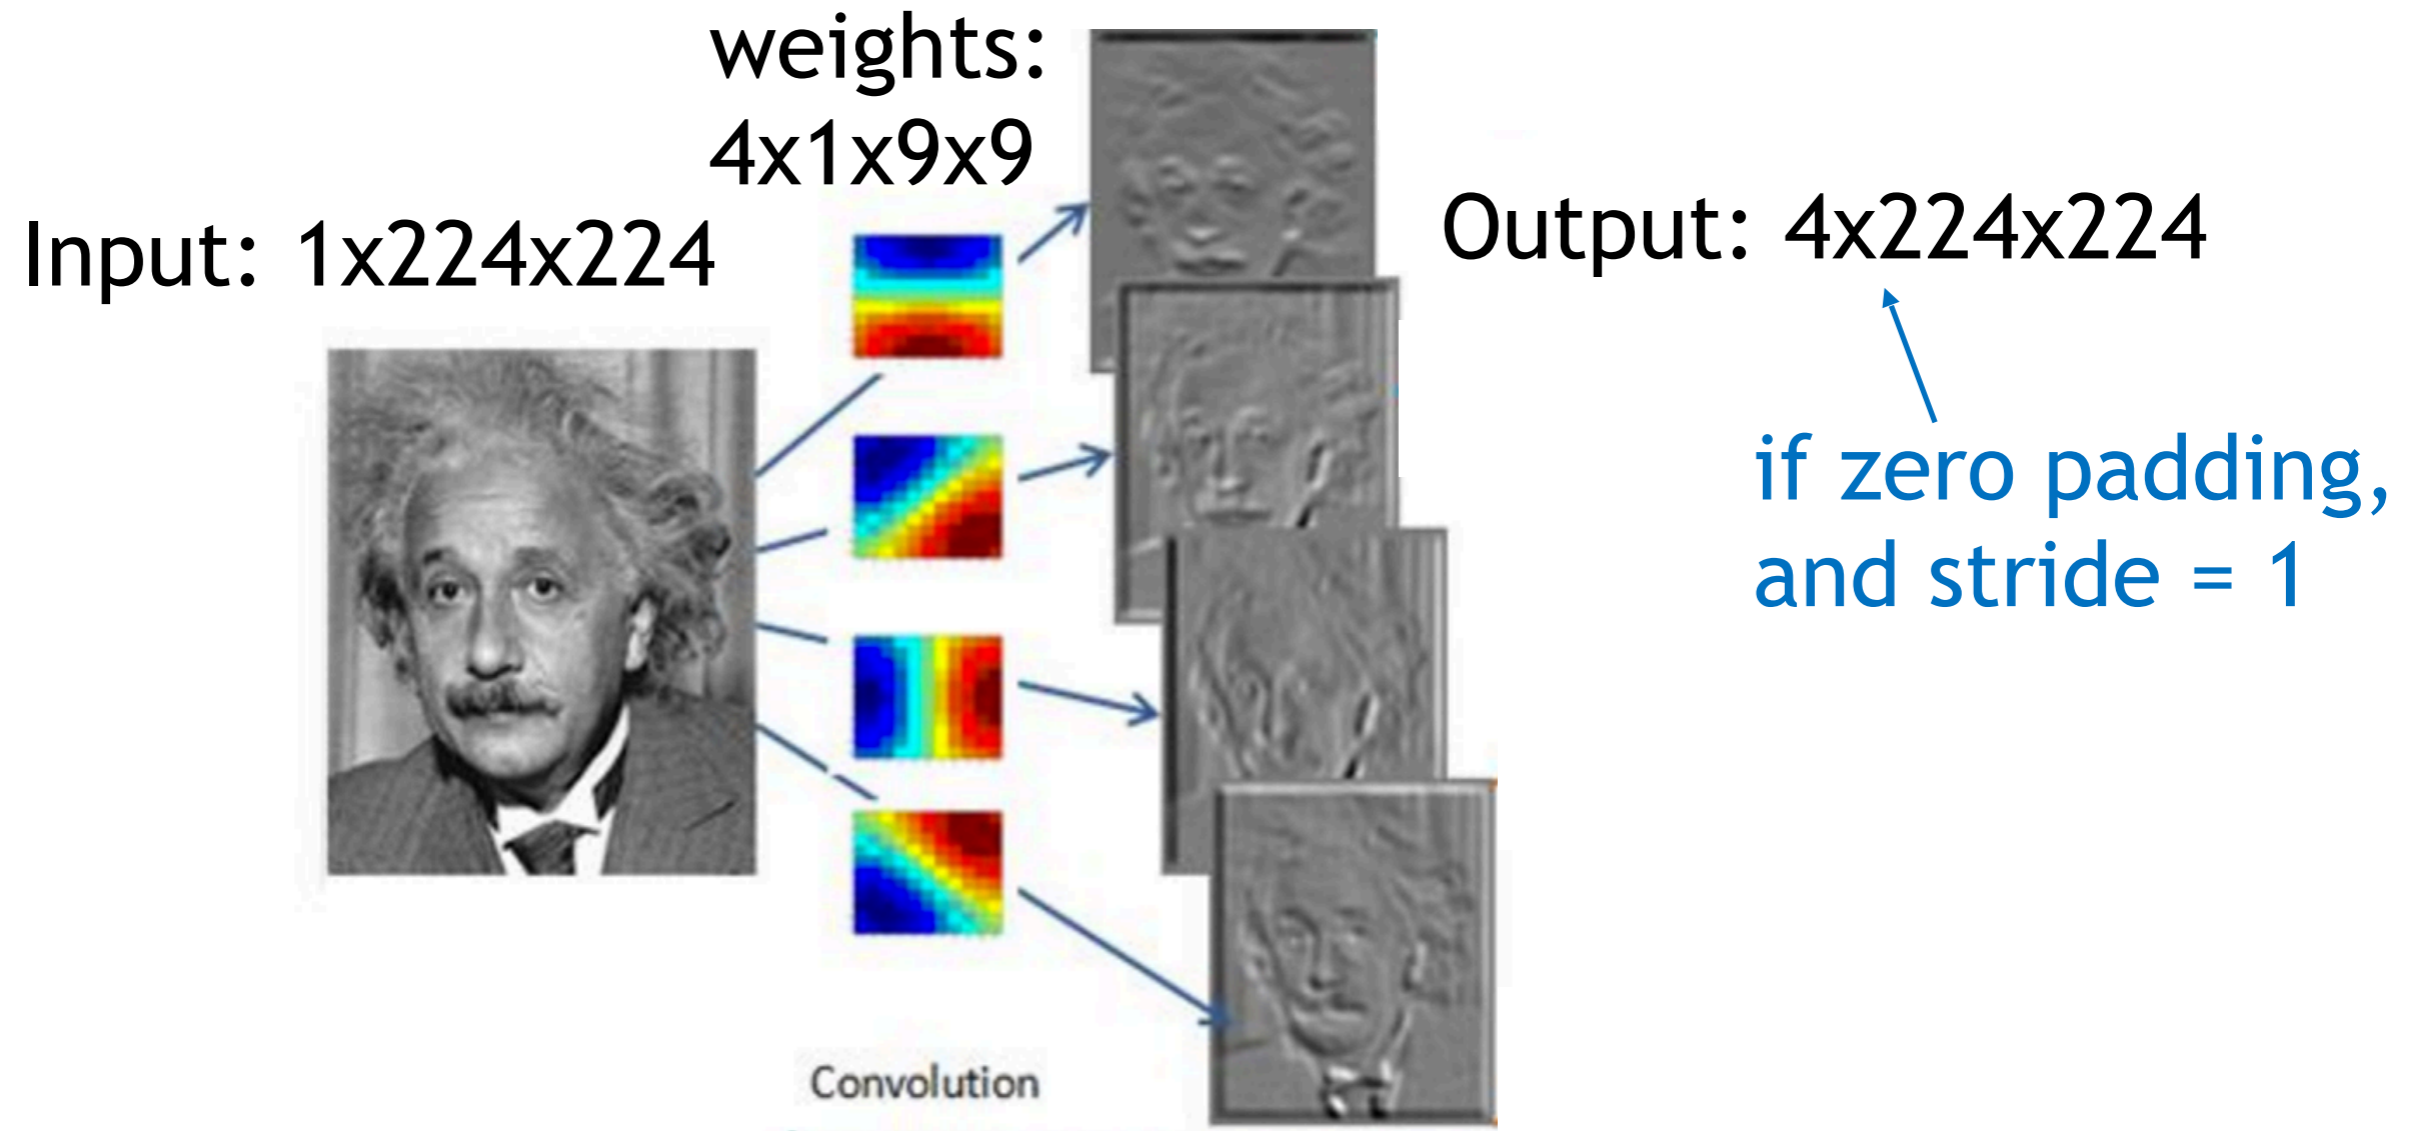 weights:
4x1x9x9
Input: 1x224x224
Output: 4x224x224
if zero padding,
and stride = 1
Convolution